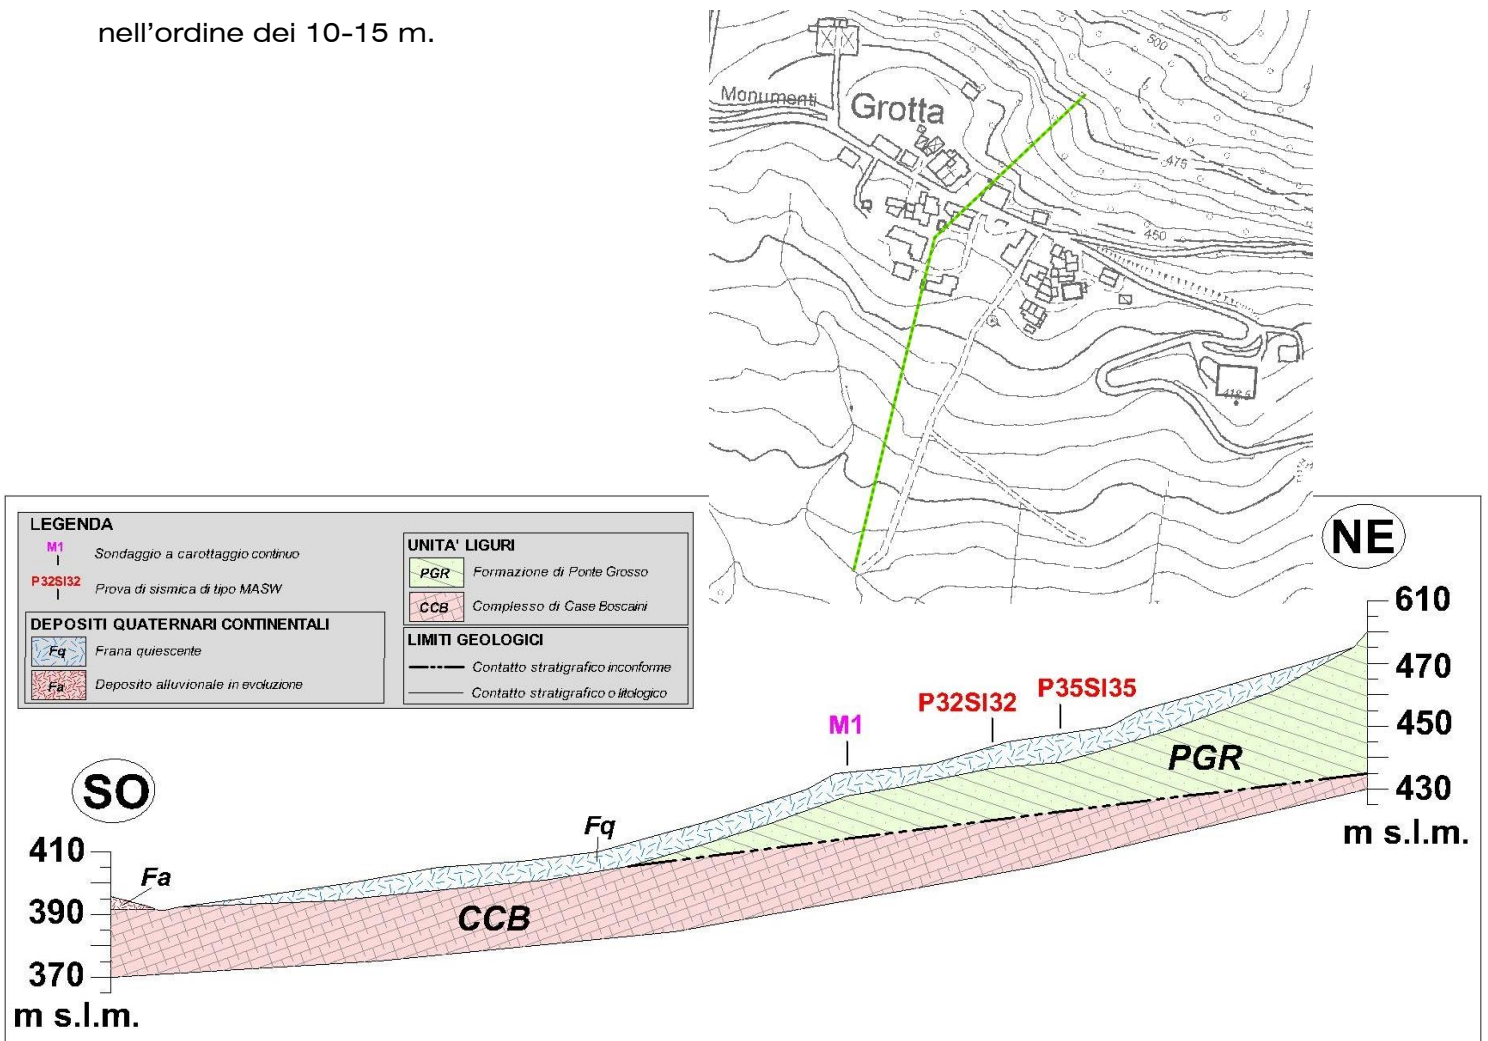 nell'ordine dei 10-15 m.
500
Monumenti
Grotta
475
450
418.5
LEGENDA
M1
Sondaggio a carottaggio continuo
P32SI32
Prova di sismica di tipo MASW
DEPOSITI QUATERNARI CONTINENTALI
Fq
Frana quiescente
Fa
Deposito alluvionale in evoluzione
UNITA' LIGURI
PGR
Formazione di Ponte Grosso
CCB
Complesso di Case Boscaini
LIMITI GEOLOGICI
Contatto stratigrafico inconforme
Contatto stratigrafico o litologico
NE
610
470
450
430
m s.l.m.
P35SI35
P32SI32
M1
PGR
SO
Fq
410
Fa
390
CCB
370
m s.l.m.